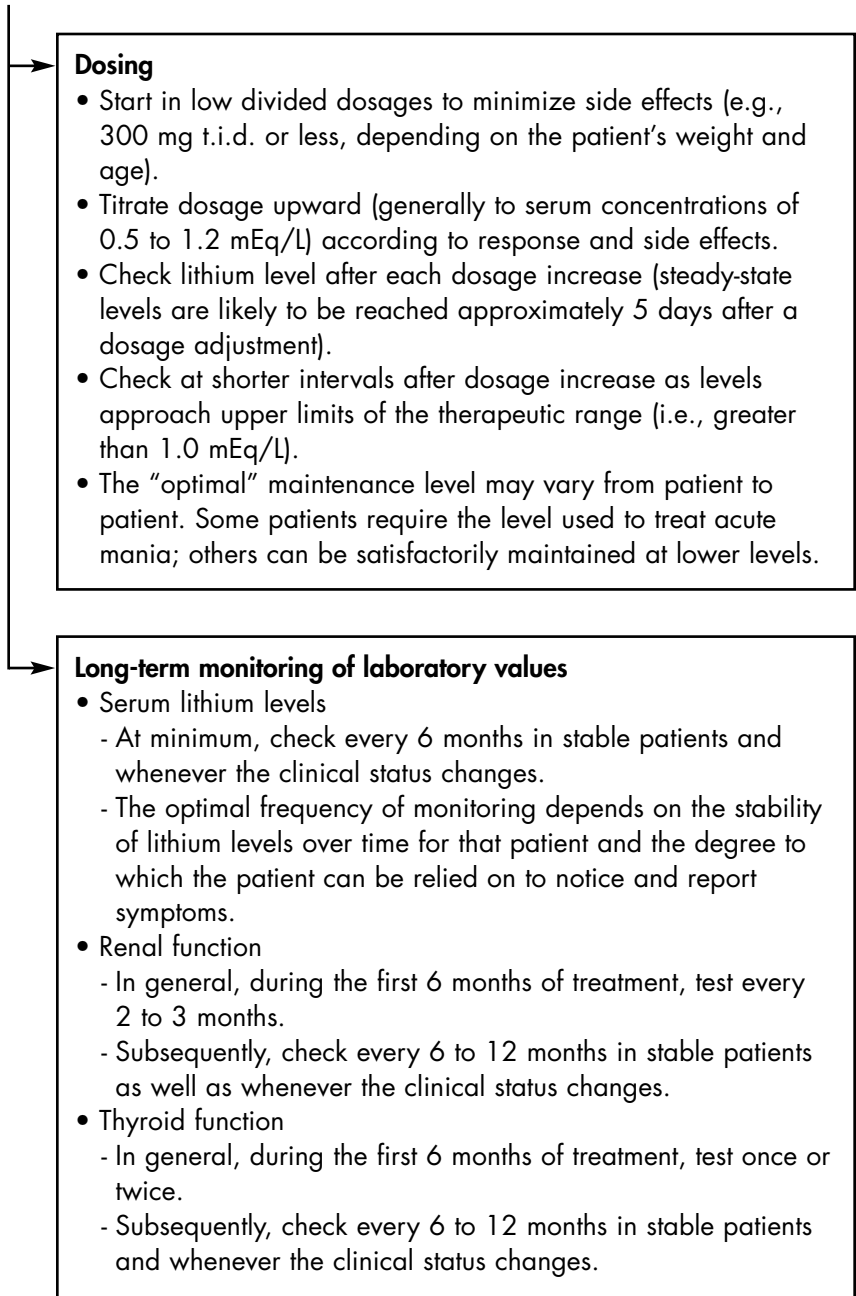 Dosing
• Start in low divided dosages to minimize side effects (e.g.,
300 mg t.i.d. or less, depending on the patient’s weight and
age).
• Titrate dosage upward (generally to serum concentrations of
0.5 to 1.2 mEq/L) according to response and side effects.
• Check lithium level after each dosage increase (steady-state
levels are likely to be reached approximately 5 days after a
dosage adjustment).
• Check at shorter intervals after dosage increase as levels
approach upper limits of the therapeutic range (i.e., greater
than 1.0 mEq/L).
• The “optimal” maintenance level may vary from patient to
patient. Some patients require the level used to treat acute
mania; others can be satisfactorily maintained at lower levels.
Long-term monitoring of laboratory values
• Serum lithium levels
- At minimum, check every 6 months in stable patients and
whenever the clinical status changes.
- The optimal frequency of monitoring depends on the stability
of lithium levels over time for that patient and the degree to
which the patient can be relied on to notice and report
symptoms.
• Renal function
- In general, during the first 6 months of treatment, test every
2 to 3 months.
- Subsequently, check every 6 to 12 months in stable patients
as well as whenever the clinical status changes.
• Thyroid function
- In general, during the first 6 months of treatment, test once or
twice.
- Subsequently, check every 6 to 12 months in stable patients
and whenever the clinical status changes.